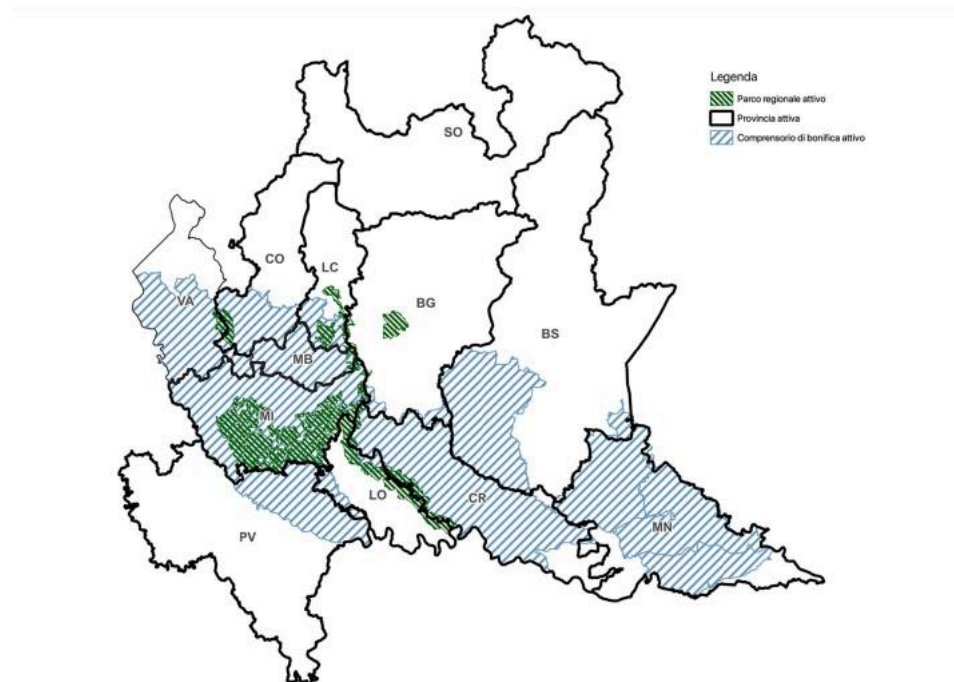 Legenda
Parco regionale attivo
Provincia attiva
Comprensorio di bonifica attivo
SO
CO
LC
VA
BG
BS
MB
MI
LO
CR
MN
PV